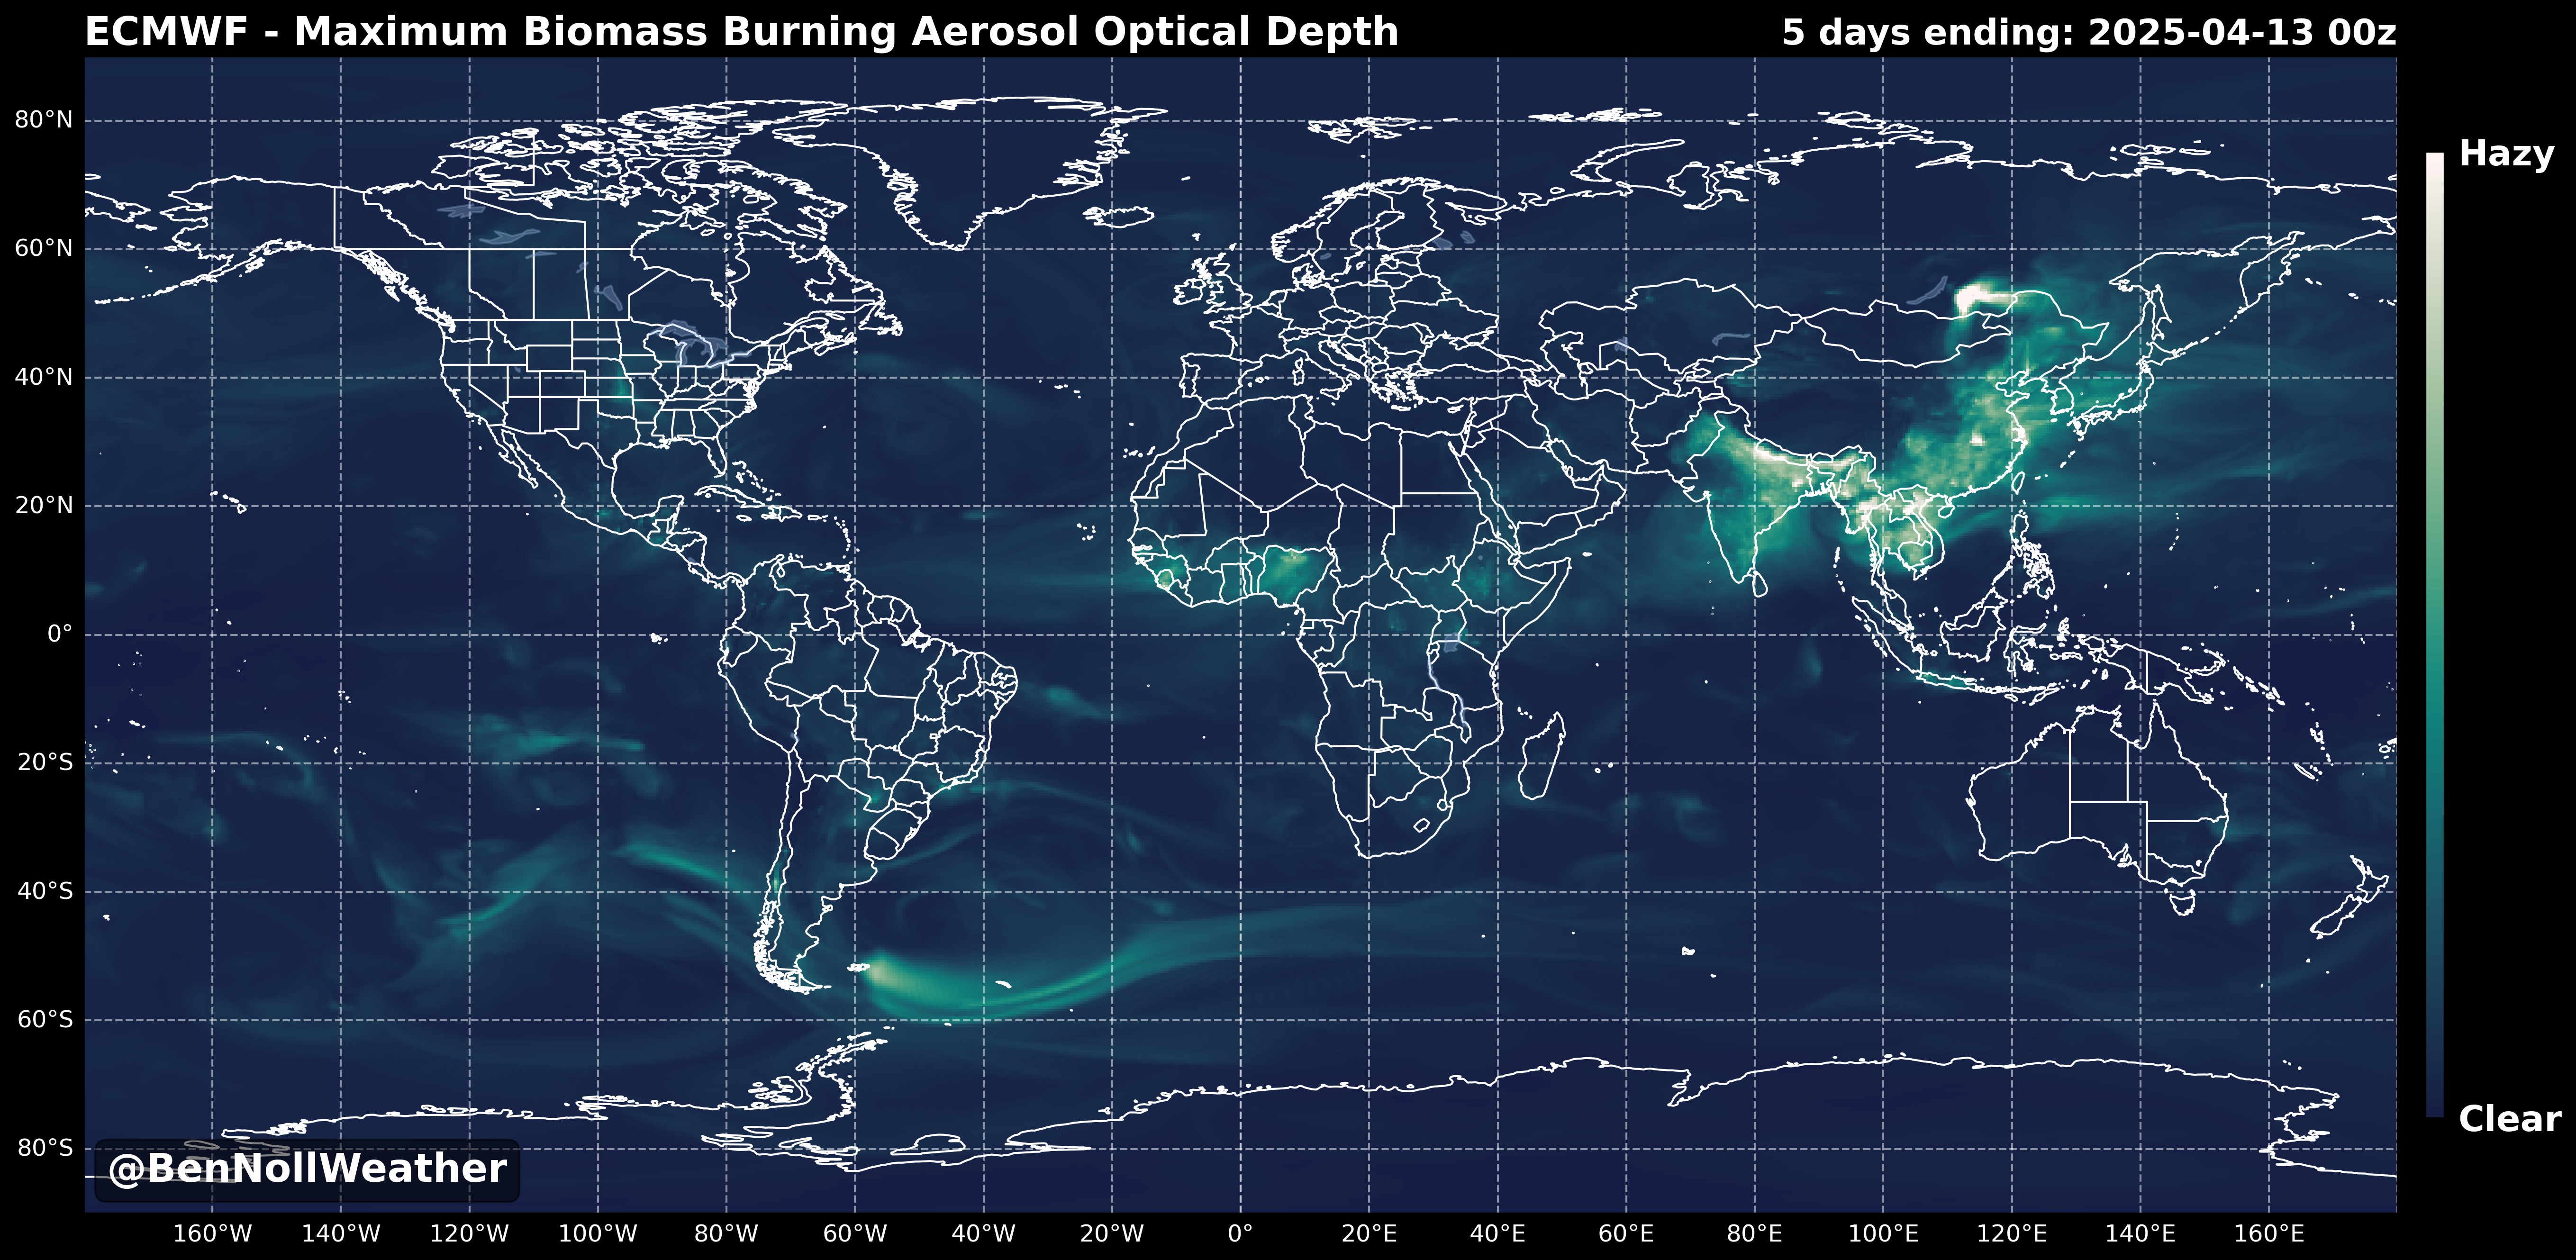 ECMWF - Maximum Biomass Burning Aerosol Optical Depth
5 days ending: 2025-04-13 00z
Hazy
80°N
60°N
40°N
20°N
0°
20°S
40°S
60°S
80°S
Clear
@BenNollWeather
160°W 140°W 120°W 100°W 80°W 60°W 40°W 20°W 0° 20°E 40°E 60°E 80°E 100°E 120°E 140°E 160°E